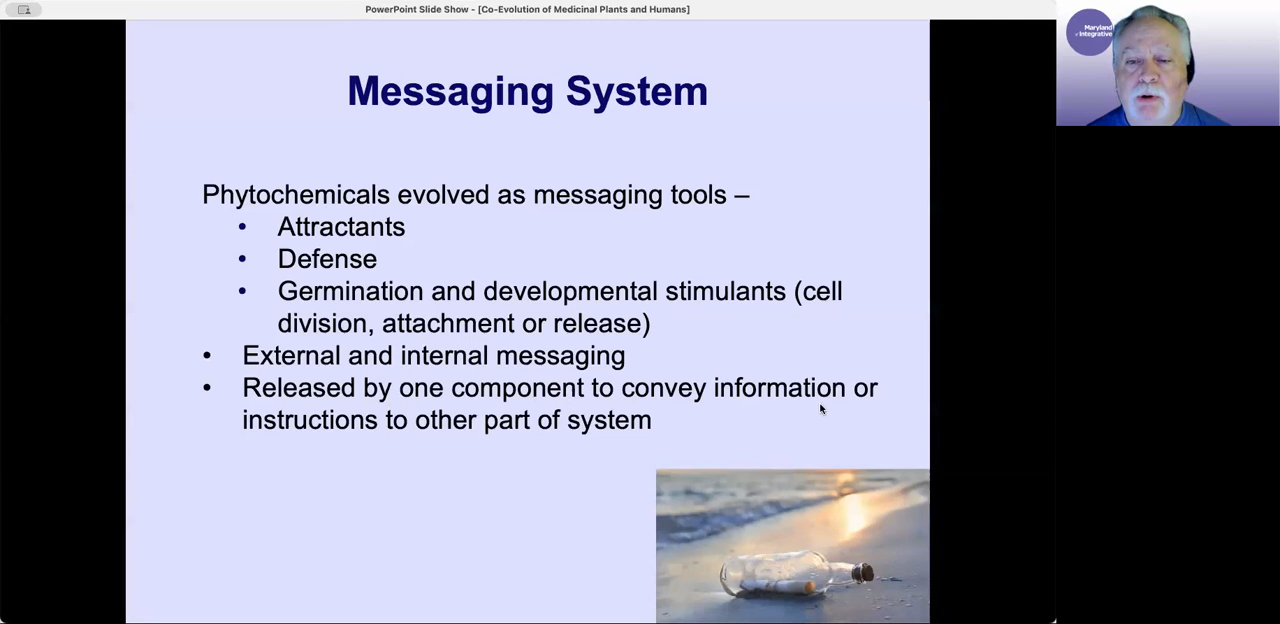 PowerPoint Slide Show - [Co-Evolution of Medicinal Plants and Humans]
Messaging System
Phytochemicals evolved as messaging tools –
• Attractants
• Defense
• Germination and developmental stimulants (cell
division, attachment or release)
• External and internal messaging
• Released by one component to convey information or
instructions to other part of system
Maryland
of Integrative